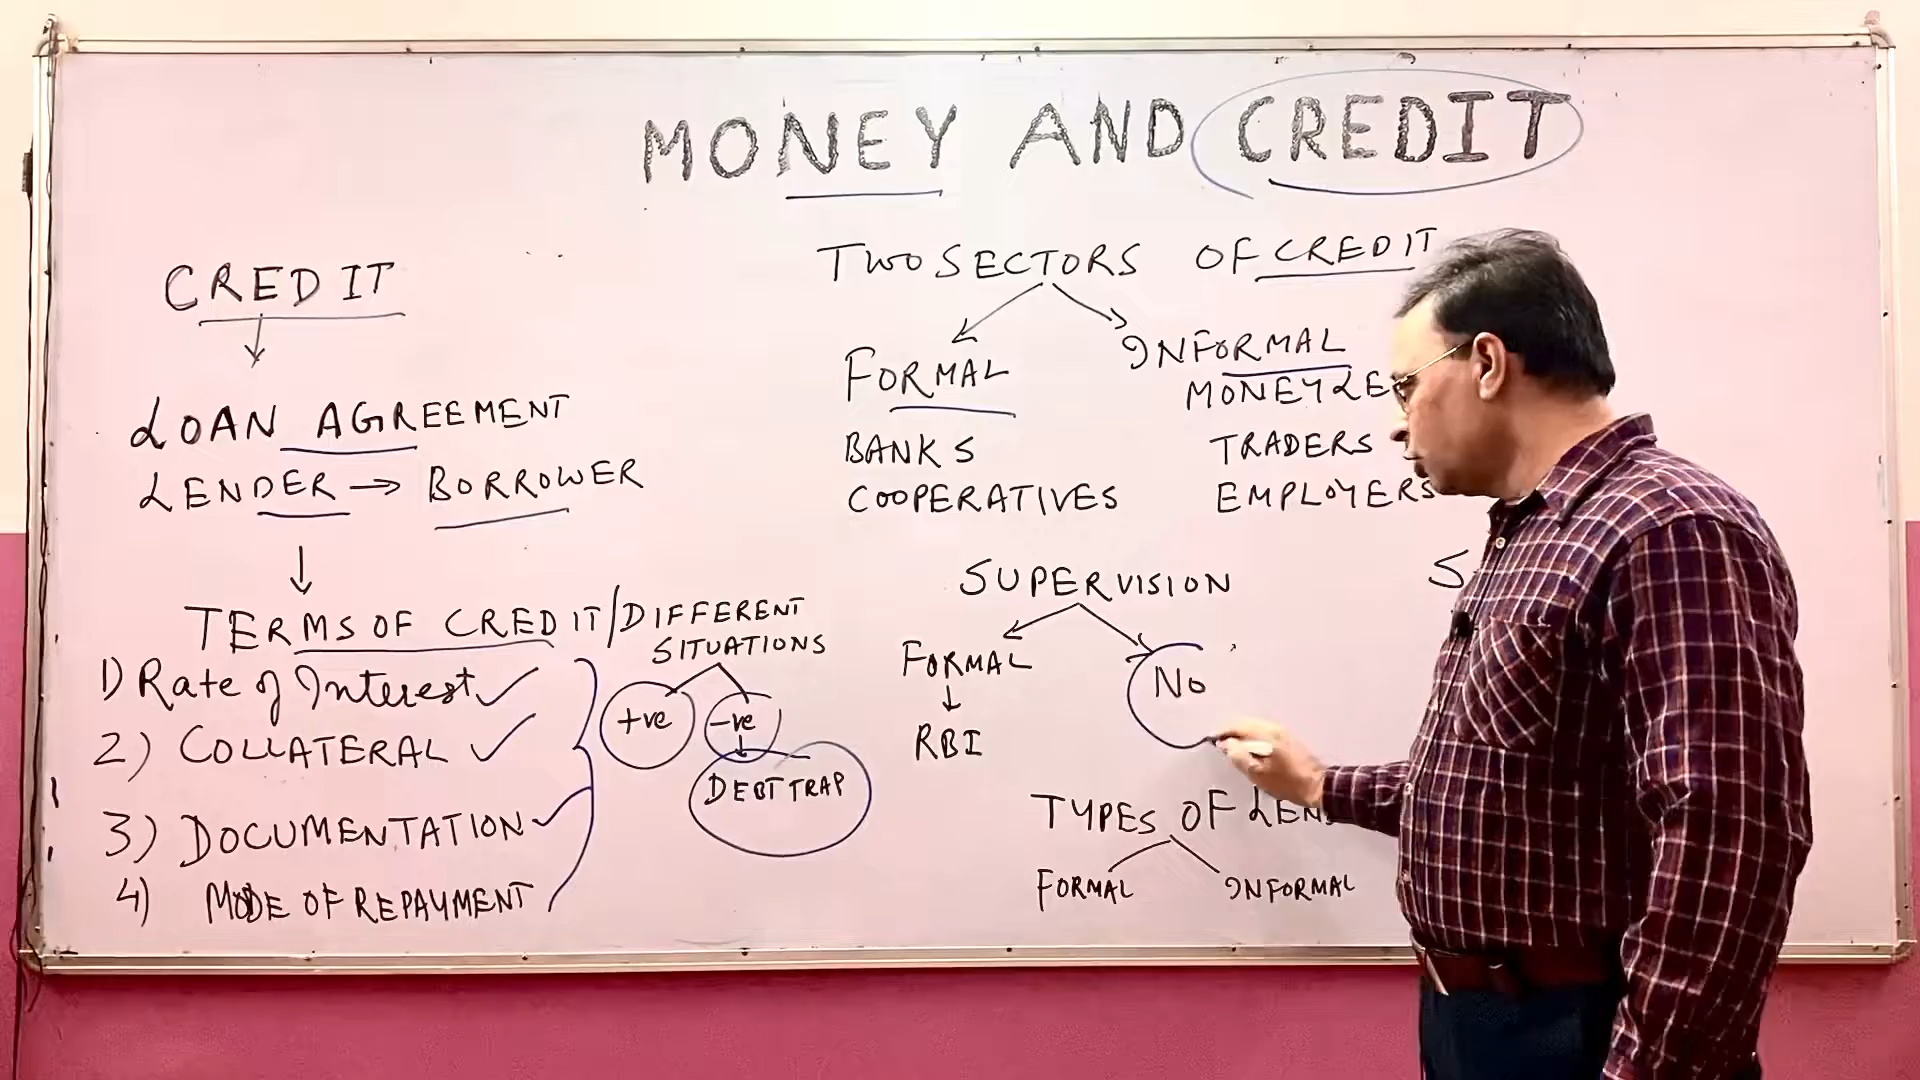 MONEY AND CREDIT
CREDIT
LOAN AGREEMENT
LENDER → BORROWER
TERMS OF CREDIT/DIFFERENT
SITUATIONS
1) Rate of Interest
2) COLLATERAL
3) DOCUMENTATION
4) MODE OF REPAYMENT
+ve
-ve
DEBT TRAP
TWO SECTORS OF CREDIT
FORMAL
INFORMAL
BANKS
COOPERATIVES
TRADERS
EMPLOYERS
SUPERVISION
FORMAL
NO
RBI
TYPES OF
FORMAL
INFORMAL